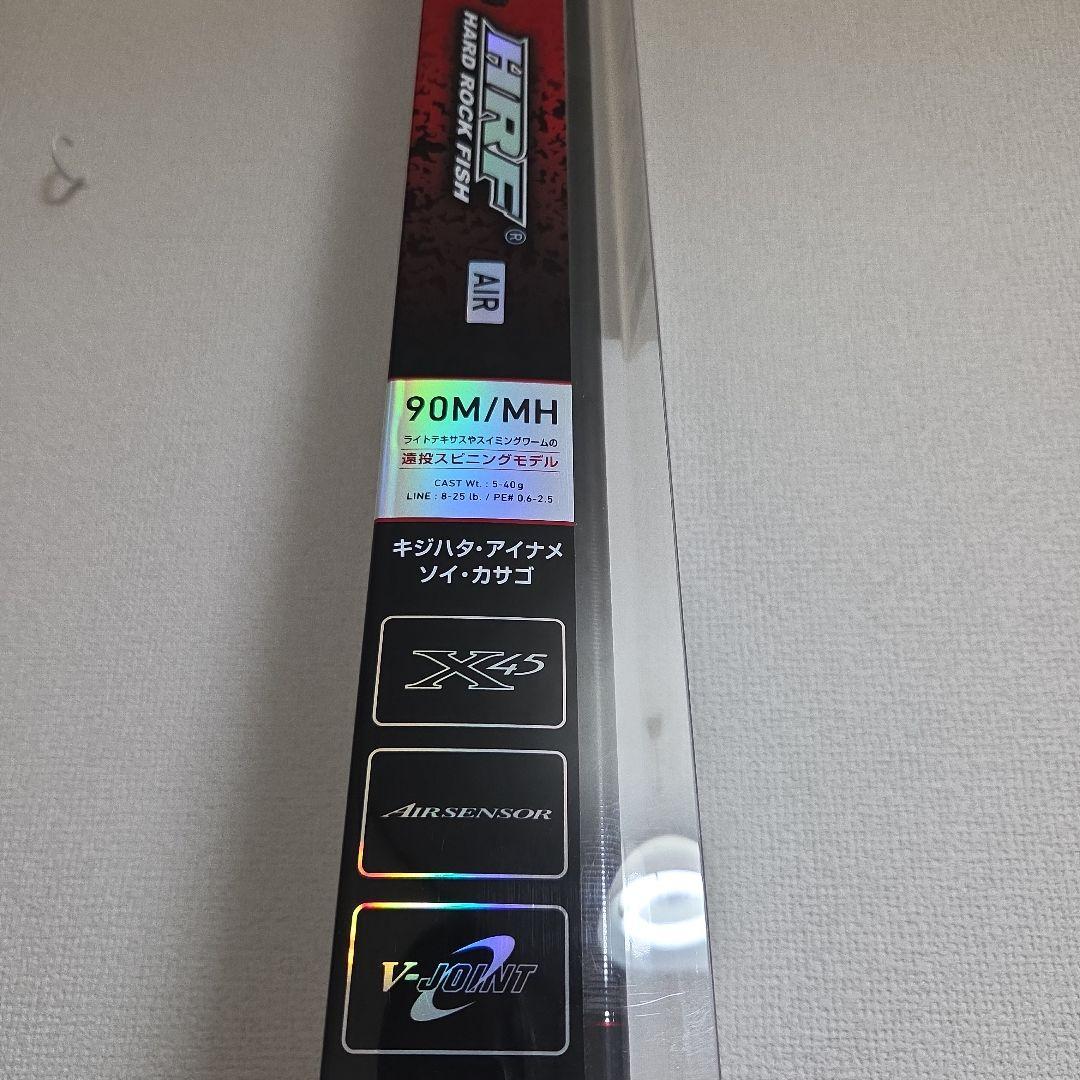 HRF®
HARD ROCK FISH
AIR
90M/MH
ライトテキサスやスイミングワームの
遠投スピニングモデル
CAST Wt. : 5-40g
LINE : 8-25 lb. / PE# 0.6-2.5
キジハタ・アイナメ
ソイ・カサゴ
X45
AIRSENSOR
V-JOINT